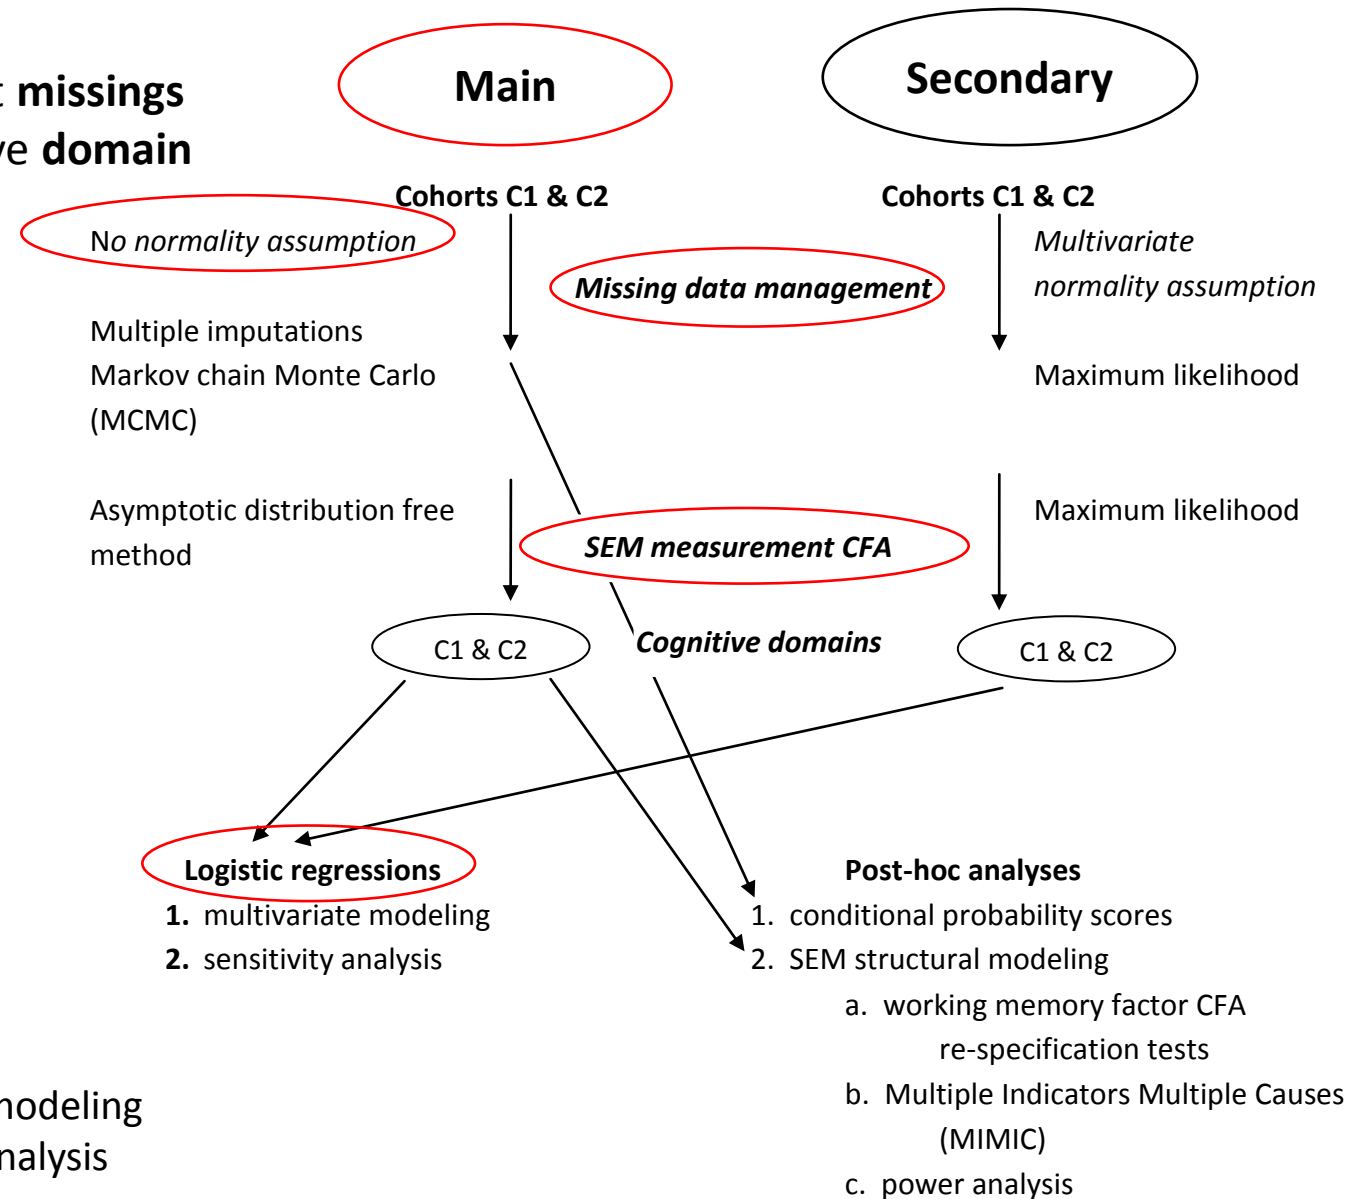 Main
Secondary
t missings
ve domain
Cohorts C1 & C2
Cohorts C1 & C2
No normality assumption
Multivariate
normality assumption
Missing data management
Multiple imputations
Markov chain Monte Carlo
(MCMC)
Maximum likelihood
Asymptotic distribution free
method
Maximum likelihood
SEM measurement CFA
C1 & C2
Cognitive domains
C1 & C2
Logistic regressions
1. multivariate modeling
2. sensitivity analysis
Post-hoc analyses
1. conditional probability scores
2. SEM structural modeling
a. working memory factor CFA
re-specification tests
b. Multiple Indicators Multiple Causes
(MIMIC)
c. power analysis
modeling
nalysis